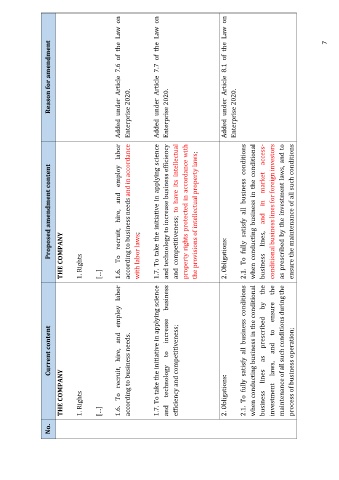 No.
Current content
Proposed amendment content
Reason for amendment
THE COMPANY
THE COMPANY
1. Rights
1. Rights
[...]
[...]
1.6. To recruit, hire, and employ labor
according to business needs.
1.6. To recruit, hire, and employ labor
according to business needs and in accordance
with labor laws;
Added under Article 7.6 of the Law on
Enterprise 2020.
1.7. To take the initiative in applying science
and technology to increase business
efficiency and competitiveness;
1.7. To take the initiative in applying science
and technology to increase business efficiency
and competitiveness; to have its intellectual
property rights protected in accordance with
the provisions of intellectual property laws;
Added under Article 7.7 of the Law on
Enterprise 2020.
2. Obligations:
2. Obligations:
Added under Article 8.1 of the Law on
Enterprise 2020.
2.1. To fully satisfy all business conditions
when conducting business in the conditional
business lines as prescribed by the
investment laws, and to ensure the
maintenance of all such conditions during the
process of business operation;
2.1. To fully satisfy all business conditions
when conducting business in the conditional
business lines, and in market access-
conditional business lines for foreign investors
as prescribed by the investment laws, and to
ensure the maintenance of all such conditions
7